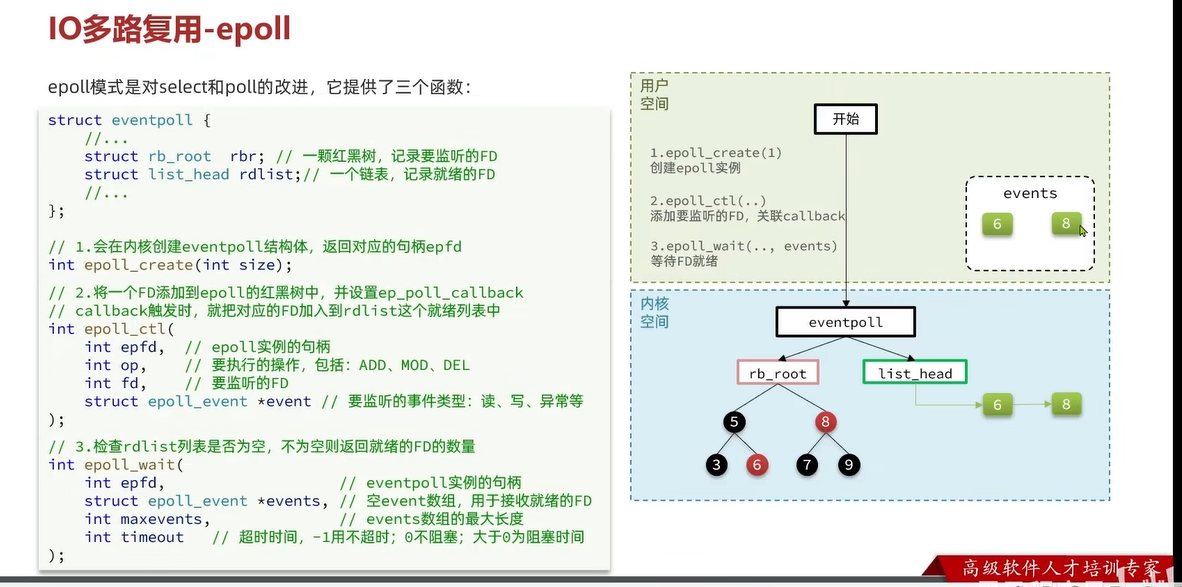 IO多路复用-epoll
epoll模式是对select和poll的改进，它提供了三个函数：
struct eventpoll {
//...
struct rb_root rbr; // 一颗红黑树，记录要监听的FD
struct list_head rdlist;// 一个链表，记录就绪的FD
//...
};
// 1.会在内核创建eventpoll结构体，返回对应的句柄epfd
int epoll_create(int size);
// 2.将一个FD添加到epoll的红黑树中，并设置ep_poll_callback
// callback触发时，就把对应的FD加入到rdlist这个就绪列表中
int epoll_ctl(
int epfd, // epoll实例的句柄
int op, // 要执行的操作，包括：ADD、MOD、DEL
int fd, // 要监听的FD
struct epoll_event *event // 要监听的事件类型：读、写、异常等
);
// 3.检查rdlist列表是否为空，不为空则返回就绪的FD的数量
int epoll_wait(
int epfd, // eventpoll实例的句柄
struct epoll_event *events, // 空event数组，用于接收就绪的FD
int maxevents, // events数组的最大长度
int timeout // 超时时间，-1用不超时；0不阻塞；大于0为阻塞时间
);
用户
空间
开始
1.epoll_create(1)
创建epoll实例
2.epoll_ctl(..)
添加要监听的FD，关联callback
3.epoll_wait(.., events)
等待FD就绪
events
6 8
内核
空间
eventpoll
rb_root list_head
6 8
5 8
3 6 7 9
高级软件人才培训专家